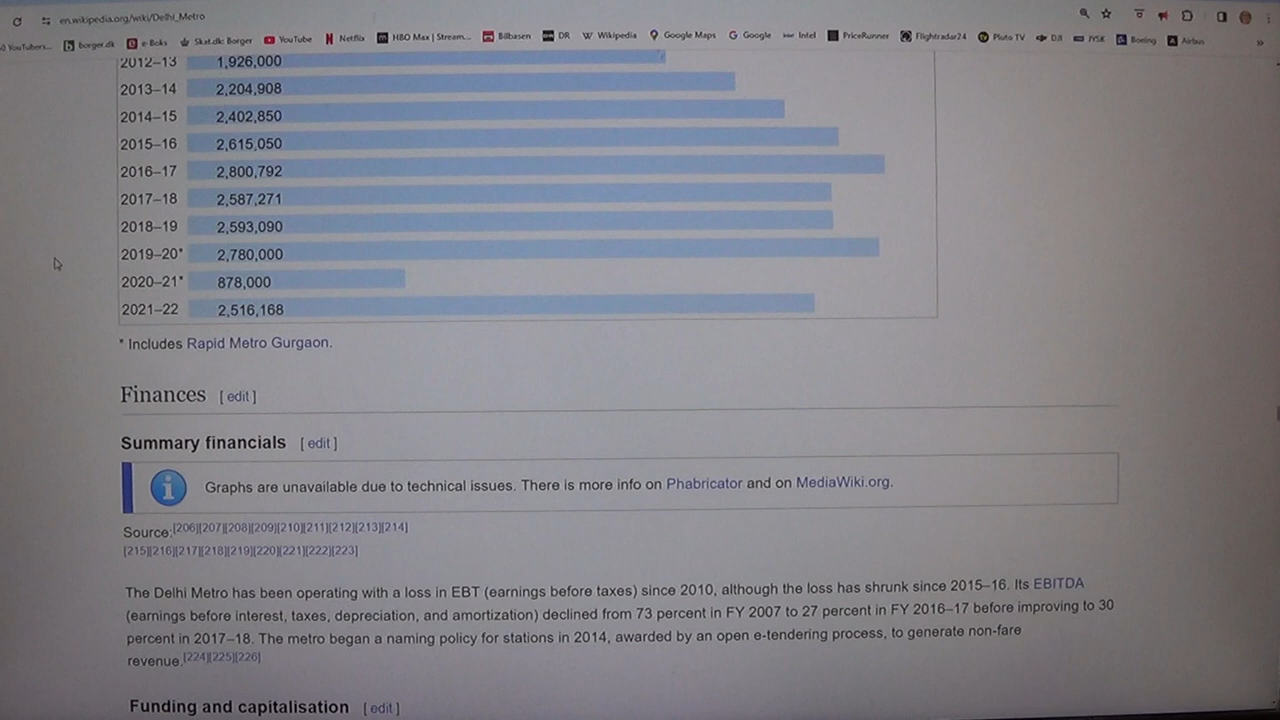 en.wikipedia.org/wiki/Delhi_Metro
YouTubers... borger.dk e-Boks Skat.dk: Borger YouTube Netflix HBO Max | Stream... Bilbasen DR W Wikipedia Google Maps G Google Intel PriceRunner Flightradar24 Pluto TV DJI JYSK Boeing Airbus »
2012–13 1,926,000
2013–14 2,204,908
2014–15 2,402,850
2015–16 2,615,050
2016–17 2,800,792
2017–18 2,587,271
2018–19 2,593,090
2019–20* 2,780,000
2020–21* 878,000
2021–22 2,516,168
* Includes Rapid Metro Gurgaon.
Finances [ edit ]
Summary financials [ edit ]
Graphs are unavailable due to technical issues. There is more info on Phabricator and on MediaWiki.org.
Source:[206][207][208][209][210][211][212][213][214]
[215][216][217][218][219][220][221][222][223]
The Delhi Metro has been operating with a loss in EBT (earnings before taxes) since 2010, although the loss has shrunk since 2015–16. Its EBITDA
(earnings before interest, taxes, depreciation, and amortization) declined from 73 percent in FY 2007 to 27 percent in FY 2016–17 before improving to 30
percent in 2017–18. The metro began a naming policy for stations in 2014, awarded by an open e-tendering process, to generate non-fare
revenue.[224][225][226]
Funding and capitalisation [ edit ]